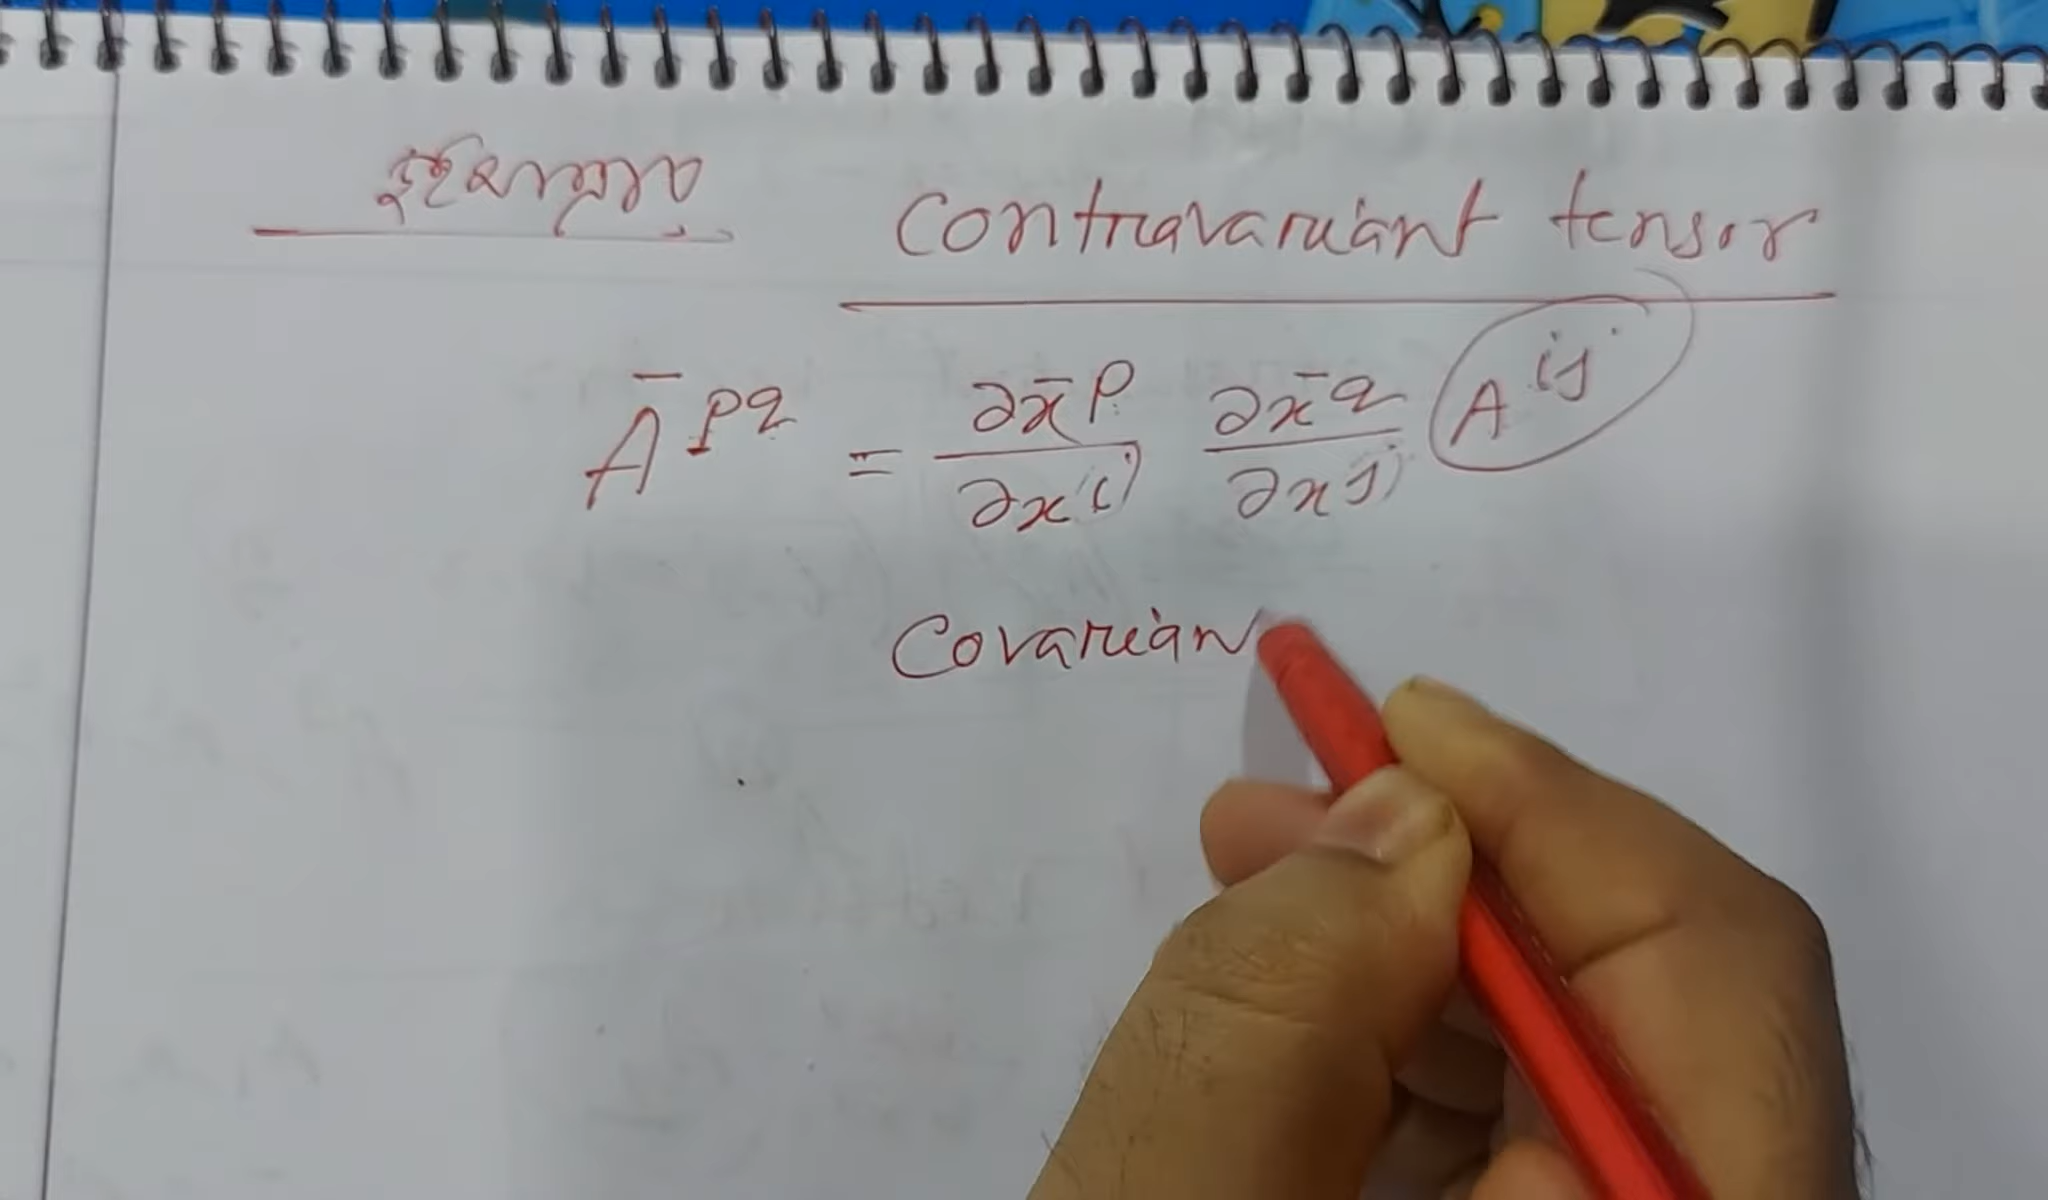 Contravariant tensor
A̅^{pq} = ∂x̅^p/∂x^i ∂x̅^q/∂x^j A^{ij}
Covarian